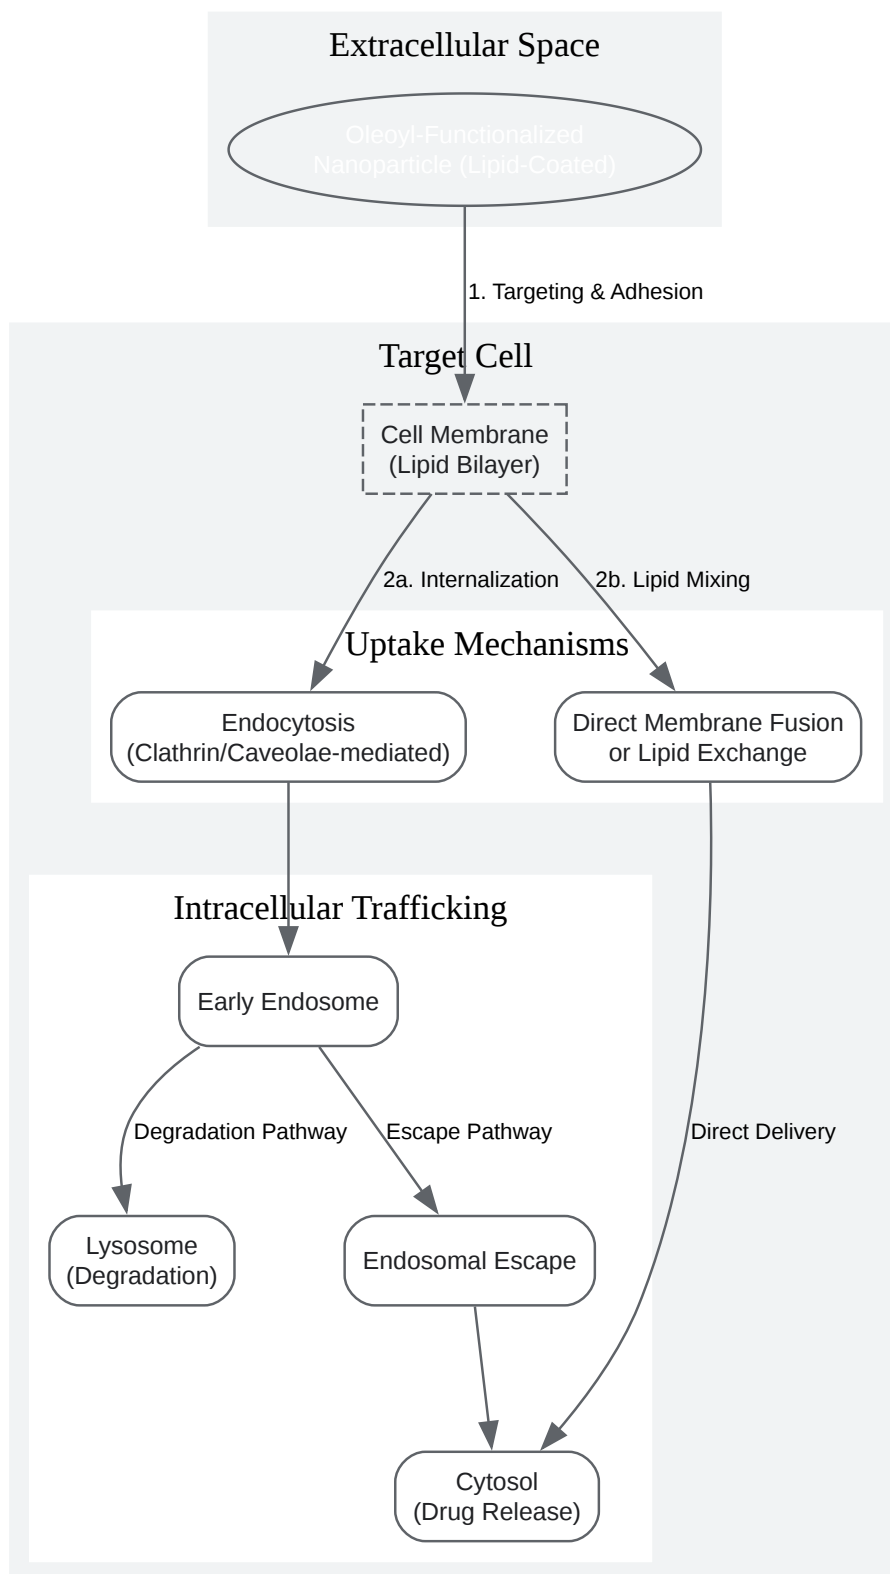 Extracellular Space
Oleoyl-Functionalized
Nanoparticle (Lipid-Coated)
1. Targeting & Adhesion
Target Cell
Cell Membrane
(Lipid Bilayer)
2a. Internalization
2b. Lipid Mixing
Uptake Mechanisms
Endocytosis
(Clathrin/Caveolae-mediated)
Direct Membrane Fusion
or Lipid Exchange
Intracellular Trafficking
Early Endosome
Degradation Pathway
Escape Pathway
Direct Delivery
Lysosome
(Degradation)
Endosomal Escape
Cytosol
(Drug Release)